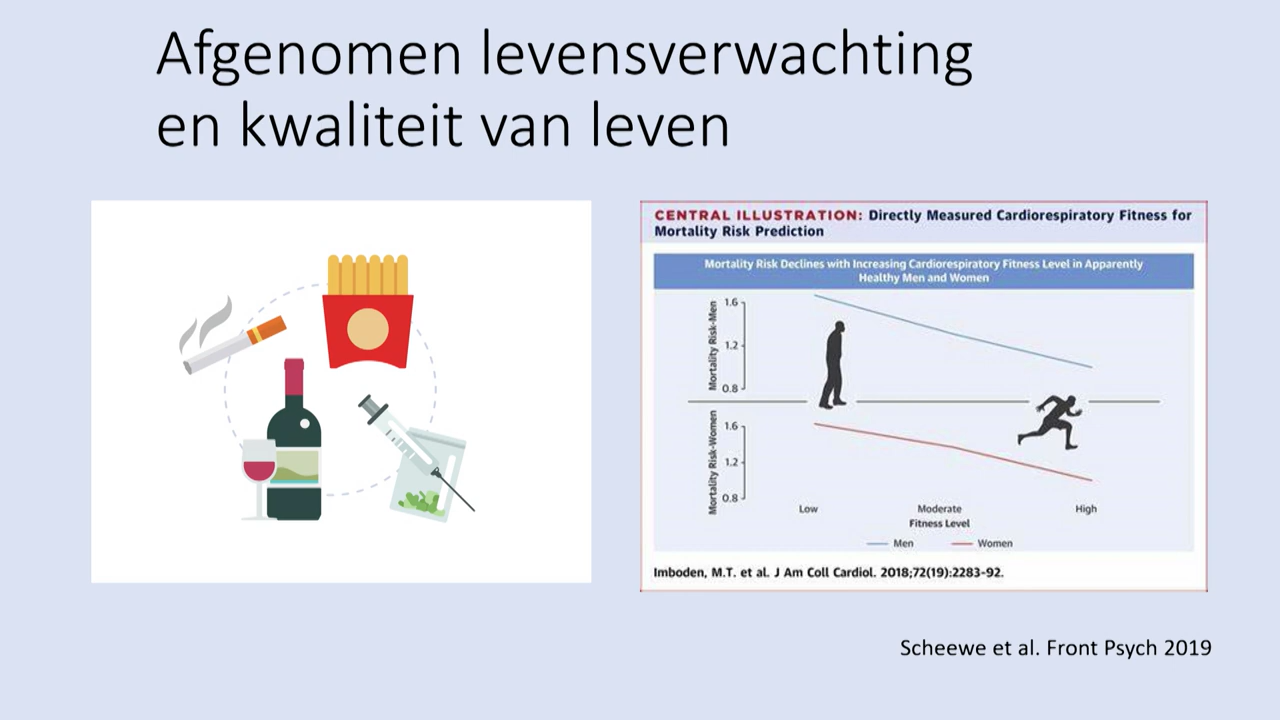 Afgenomen levensverwachting
en kwaliteit van leven
CENTRAL ILLUSTRATION: Directly Measured Cardiorespiratory Fitness for
Mortality Risk Prediction
Mortality Risk Declines with Increasing Cardiorespiratory Fitness Level in Apparently
Healthy Men and Women
Mortality Risk-Men
1.6
1.2
0.8
Mortality Risk-Women
1.6
1.2
0.8
Low
Moderate
High
Fitness Level
Men
Women
Imboden, M.T. et al. J Am Coll Cardiol. 2018;72(19):2283-92.
Scheewe et al. Front Psych 2019